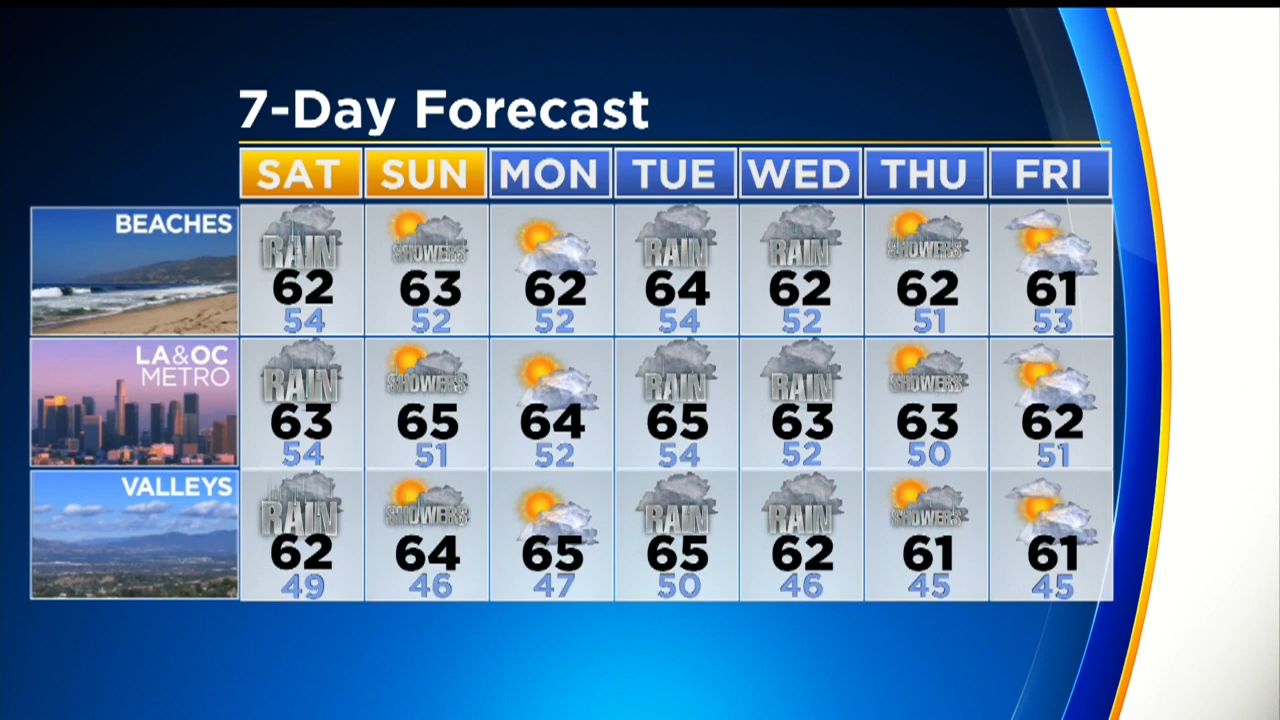 7-Day Forecast
SAT SUN MON TUE WED THU FRI
BEACHES
RAIN SHOWERS RAIN RAIN SHOWERS
62 63 62 64 62 62 61
54 52 52 54 52 51 53
LA&OC
METRO
RAIN SHOWERS RAIN RAIN SHOWERS
63 65 64 65 63 63 62
54 51 52 54 52 50 51
VALLEYS
RAIN SHOWERS RAIN RAIN SHOWERS
62 64 65 65 62 61 61
49 46 47 50 46 45 45